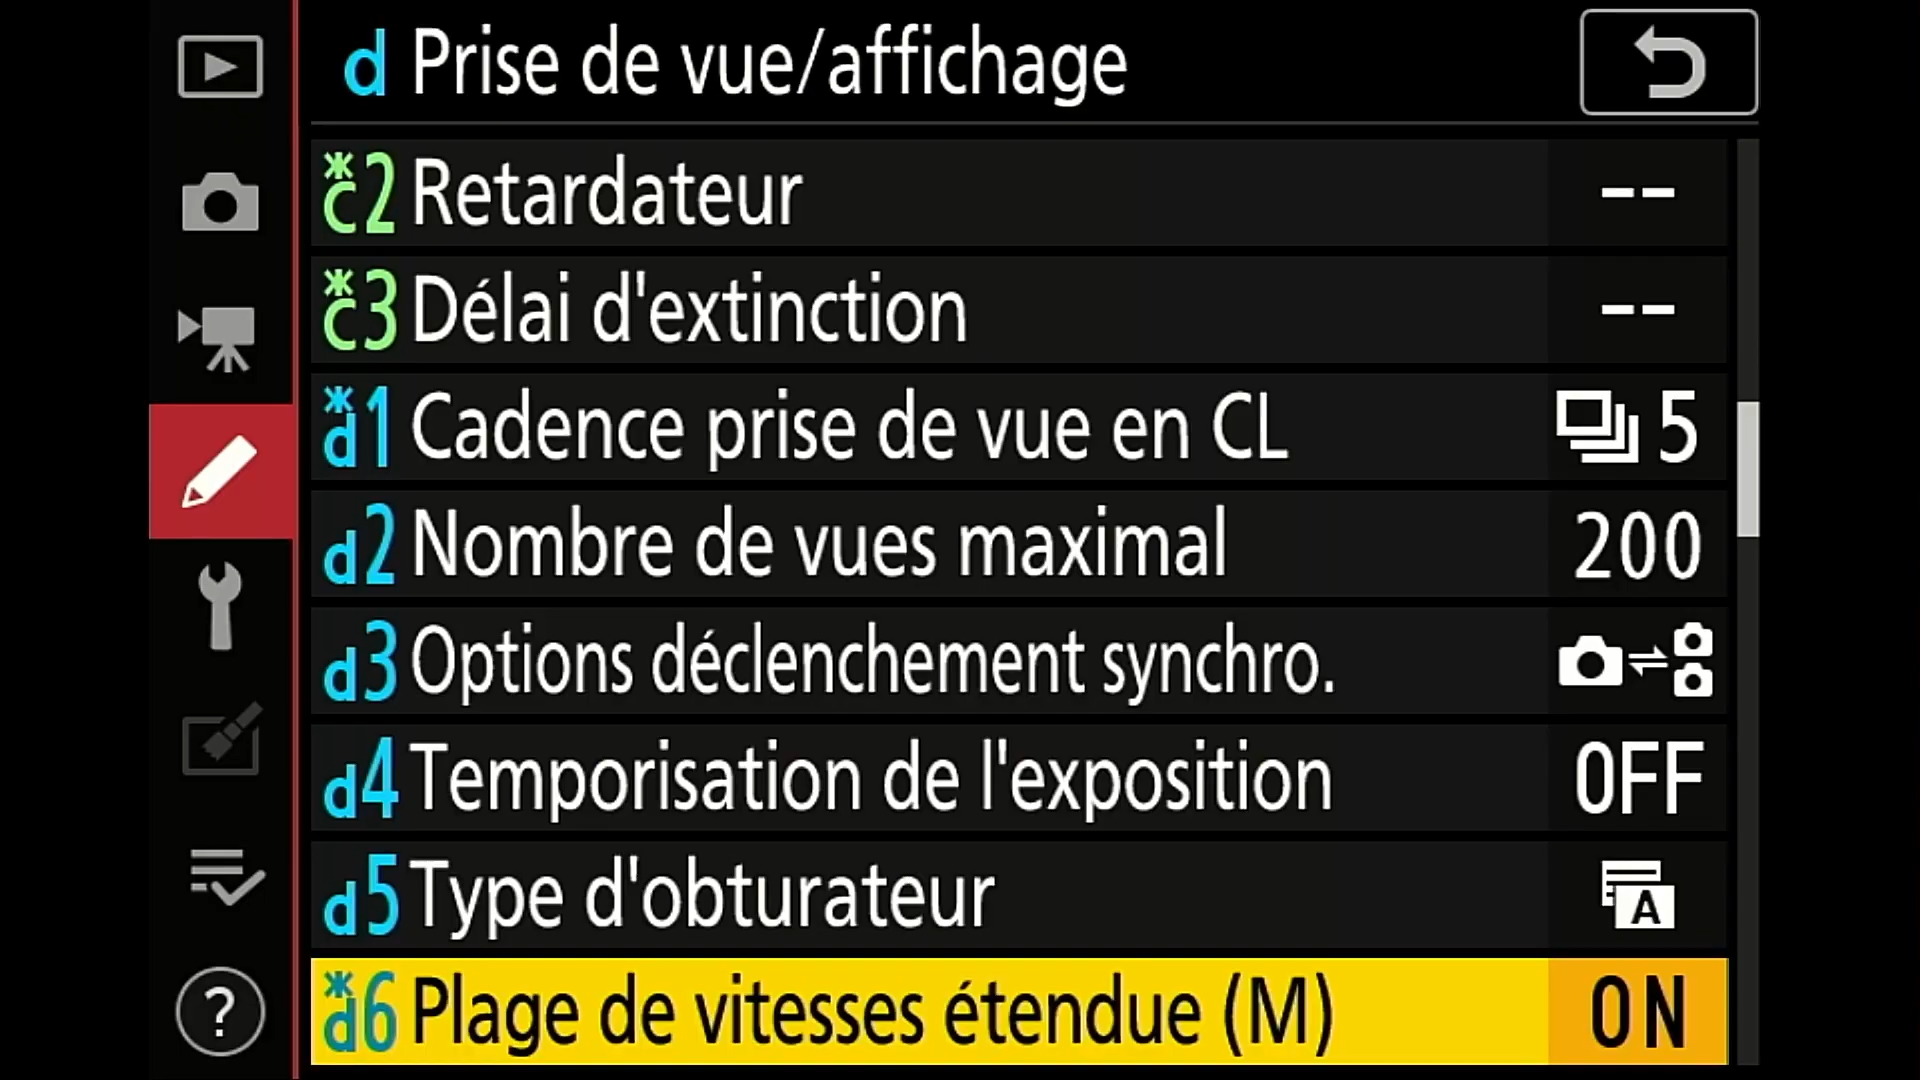 d Prise de vue/affichage
*c2 Retardateur --
*c3 Délai d'extinction --
*d1 Cadence prise de vue en CL 5
d2 Nombre de vues maximal 200
d3 Options déclenchement synchro.
d4 Temporisation de l'exposition OFF
d5 Type d'obturateur A
*d6 Plage de vitesses étendue (M) ON
?